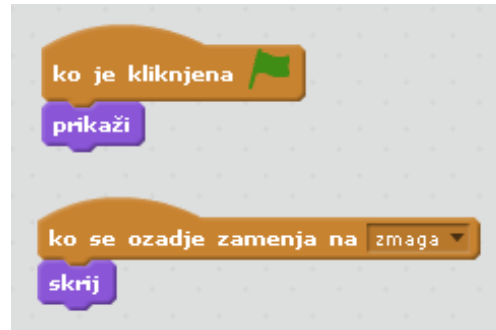 ko je kliknjena
prikaži
ko se ozadje zamenja na zmaga
skrij